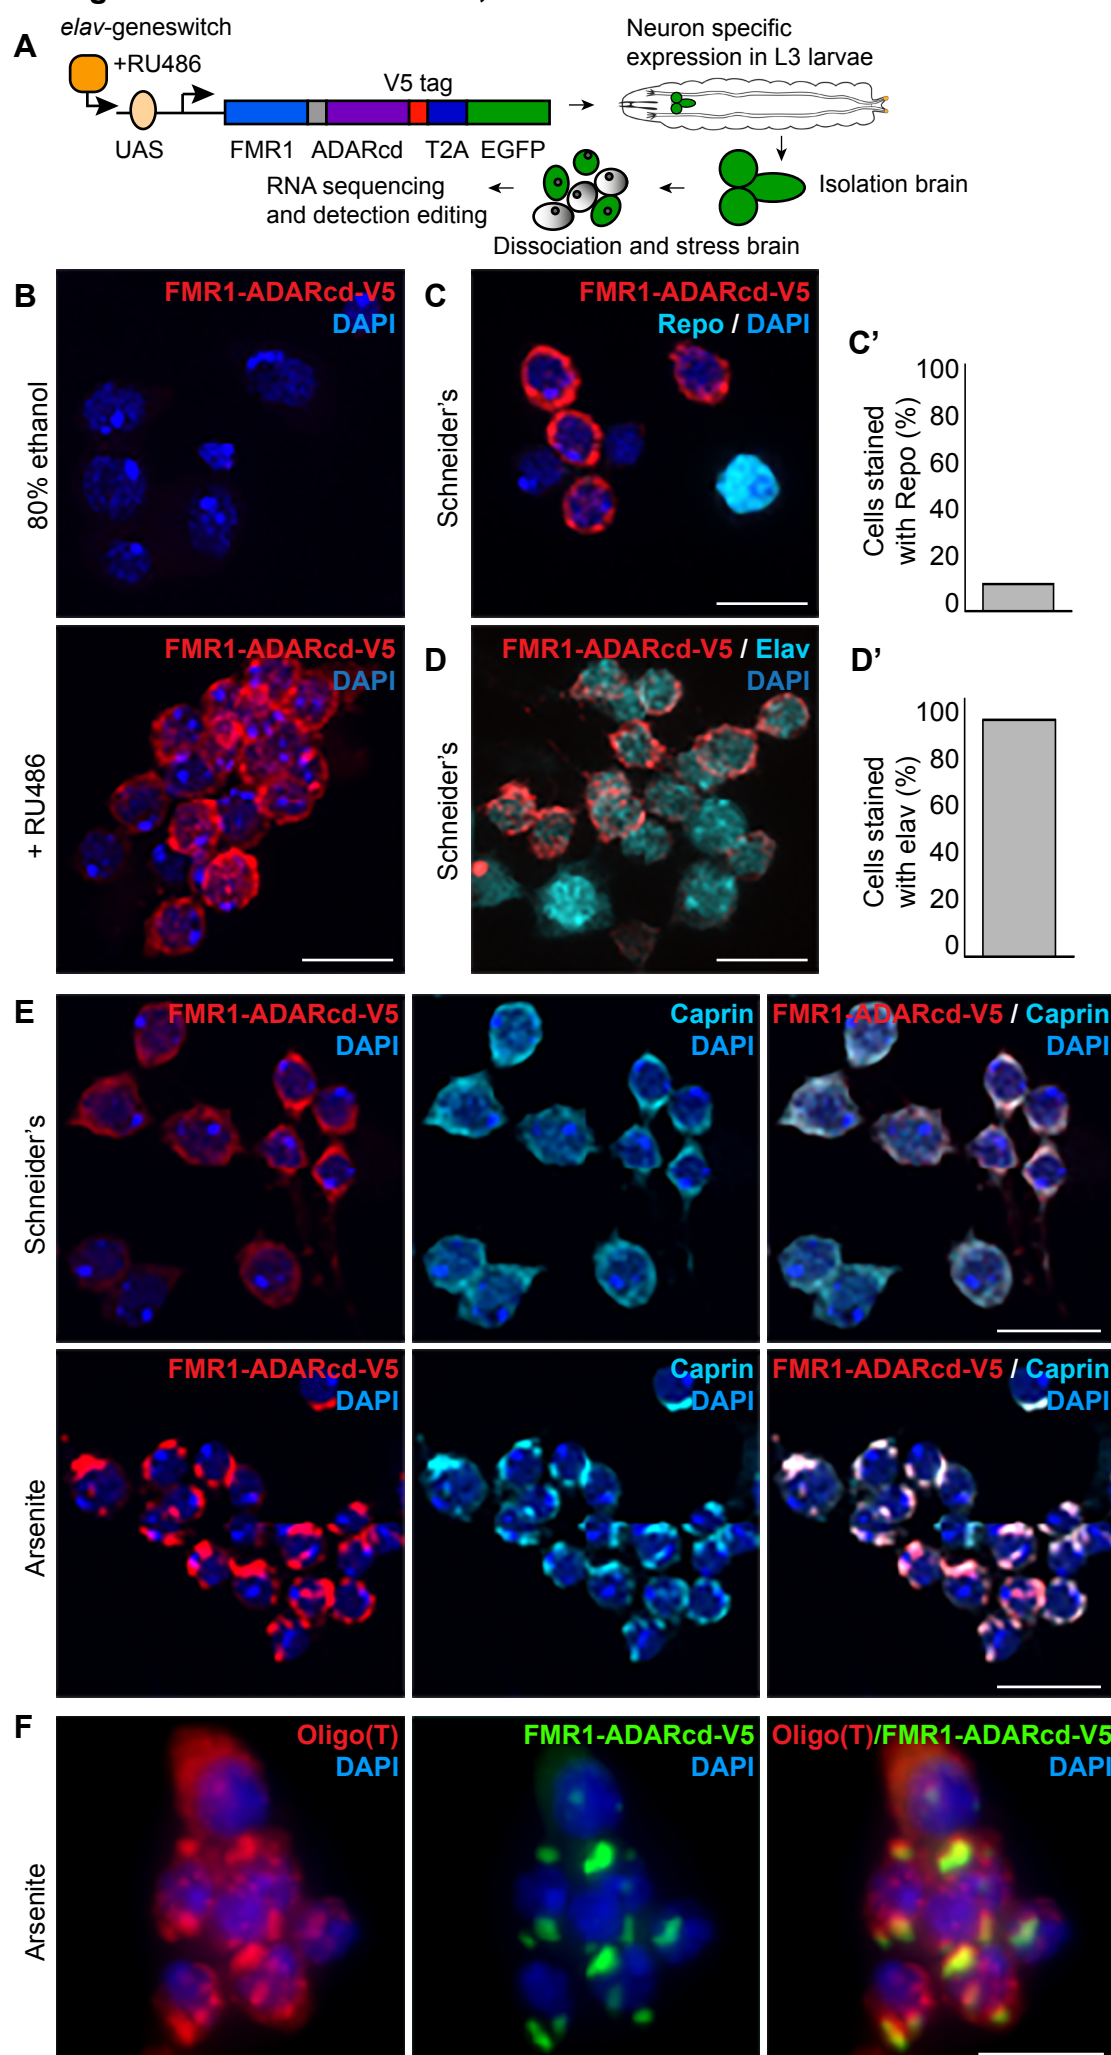 A
elav-geneswitch
+RU486
V5 tag
UAS
FMR1 ADARcd T2A EGFP
Neuron specific
expression in L3 larvae
Isolation brain
Dissociation and stress brain
RNA sequencing
and detection editing
B
80% ethanol
FMR1-ADARcd-V5
DAPI
+ RU486
FMR1-ADARcd-V5
DAPI
C
Schneider's
FMR1-ADARcd-V5
Repo / DAPI
C'
Cells stained
with Repo (%)
100
80
60
40
20
0
D
Schneider's
FMR1-ADARcd-V5 / Elav
DAPI
D'
Cells stained
with elav (%)
100
80
60
40
20
0
E
Schneider's
FMR1-ADARcd-V5
DAPI
Caprin
DAPI
FMR1-ADARcd-V5 / Caprin
DAPI
Arsenite
FMR1-ADARcd-V5
DAPI
Caprin
DAPI
FMR1-ADARcd-V5 / Caprin
DAPI
F
Arsenite
Oligo(T)
DAPI
FMR1-ADARcd-V5
DAPI
Oligo(T)/FMR1-ADARcd-V5
DAPI